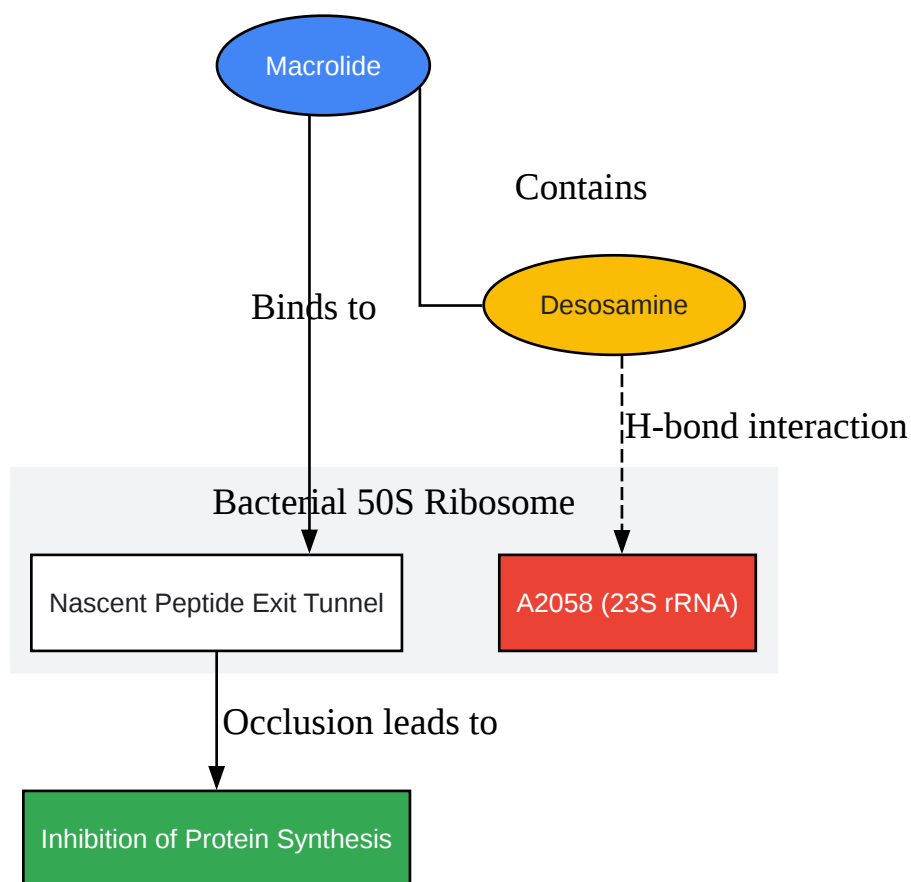 Macrolide
Contains
Desosamine
Binds to
H-bond interaction
Bacterial 50S Ribosome
Nascent Peptide Exit Tunnel
A2058 (23S rRNA)
Occlusion leads to
Inhibition of Protein Synthesis